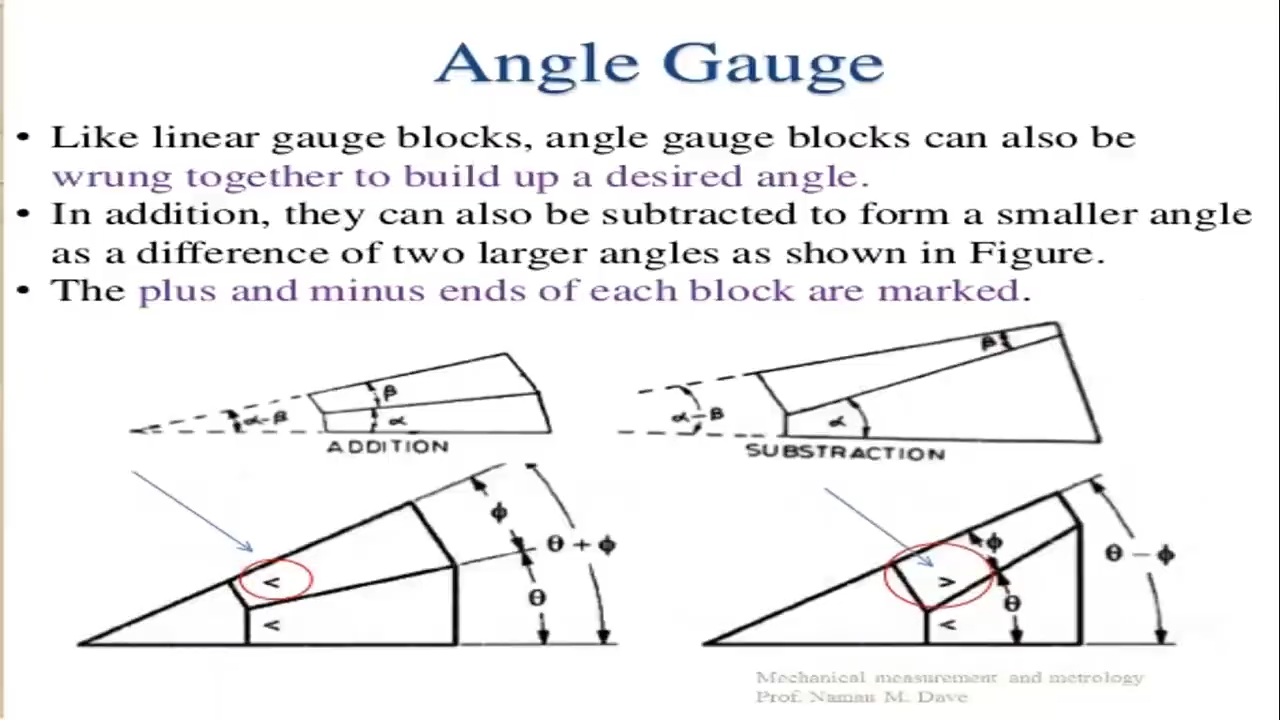 Angle Gauge
• Like linear gauge blocks, angle gauge blocks can also be
wrung together to build up a desired angle.
• In addition, they can also be subtracted to form a smaller angle
as a difference of two larger angles as shown in Figure.
• The plus and minus ends of each block are marked.
β
α-β
α
ADDITION
β
α-β
α
SUBSTRACTION
ϕ
θ + ϕ
<
θ
<
ϕ
θ - ϕ
>
θ
<
Mechanical measurement and metrology
Prof. Naman M. Dave